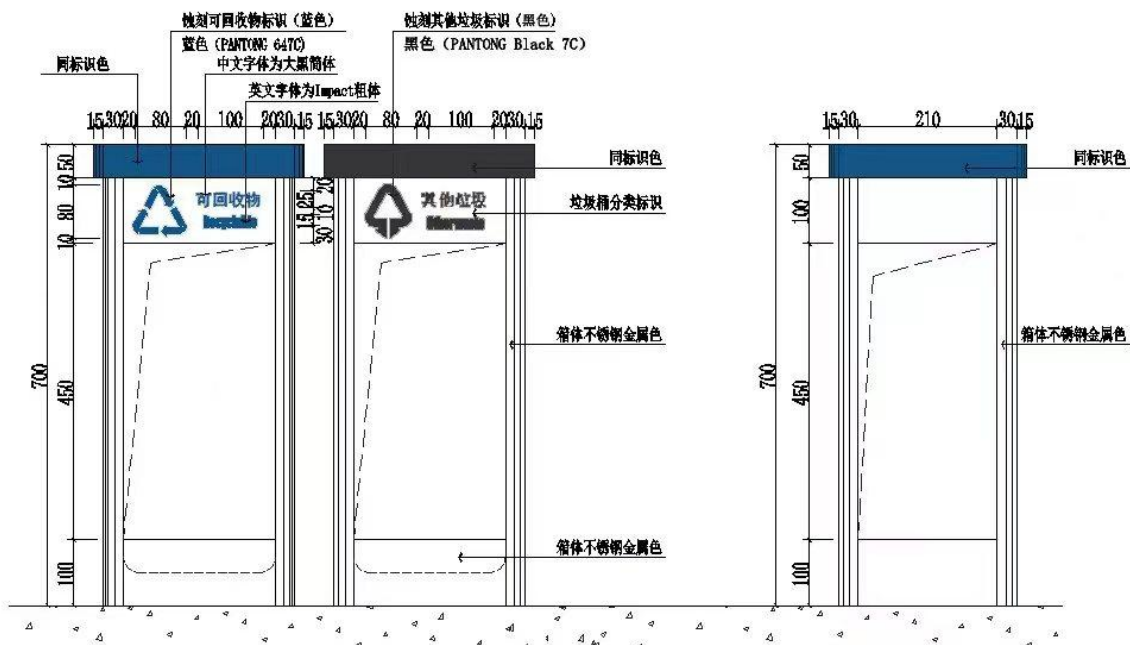 蚀刻可回收物标识（蓝色）
蓝色（PANTONG 647C）
中文字体为大黑简体
英文字体为Impact粗体
同标识色
蚀刻其他垃圾标识（黑色）
黑色（PANTONG Black 7C）
15 30 20 80 20 100 20 30 15
15 30 20 80 20 100 20 30 15
15 30 210 30 15
50
10
80
10
450
100
700
可回收物
Recyclable
20
25
10
15
30
其他垃圾
同标识色
垃圾桶分类标识
箱体不锈钢金属色
箱体不锈钢金属色
50
100
450
100
700
同标识色
箱体不锈钢金属色